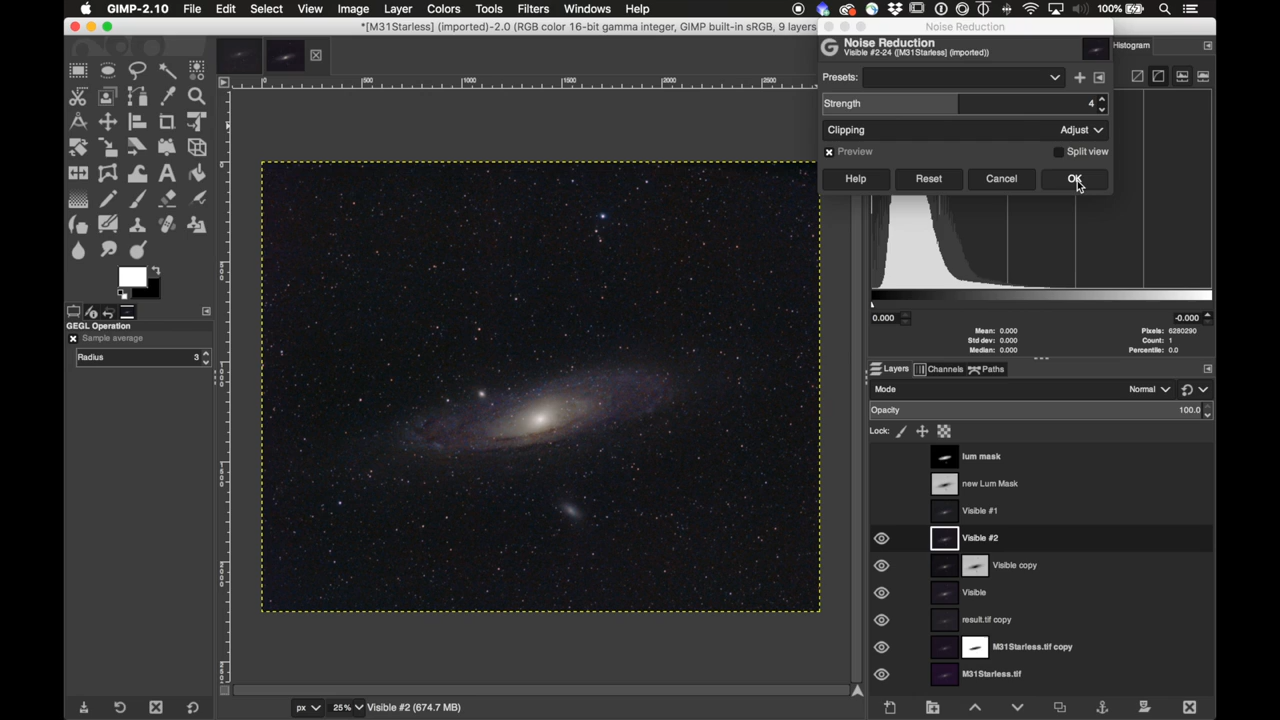 GIMP-2.10 File Edit Select View Image Layer Colors Tools Filters Windows Help 100%
*[M31Starless] (imported)-2.0 (RGB color 16-bit gamma integer, GIMP built-in sRGB, 9 layers
Noise Reduction
Noise Reduction
Visible #2-24 ([M31Starless] (imported))
Histogram
Presets:
Strength 4
Clipping Adjust
Preview Split view
Help Reset Cancel OK
0 500 1000 1500 2000 2500
GEGL Operation
Sample average
Radius 3
0.000 -0.000
Mean: 0.000 Pixels: 6280290
Std dev: 0.000 Count: 1
Median: 0.000 Percentile: 0.0
Layers Channels Paths
Mode Normal
Opacity 100.0
Lock:
lum mask
new Lum Mask
Visible #1
Visible #2
Visible copy
Visible
result.tif copy
M31Starless.tif copy
M31Starless.tif
px 25% Visible #2 (674.7 MB)